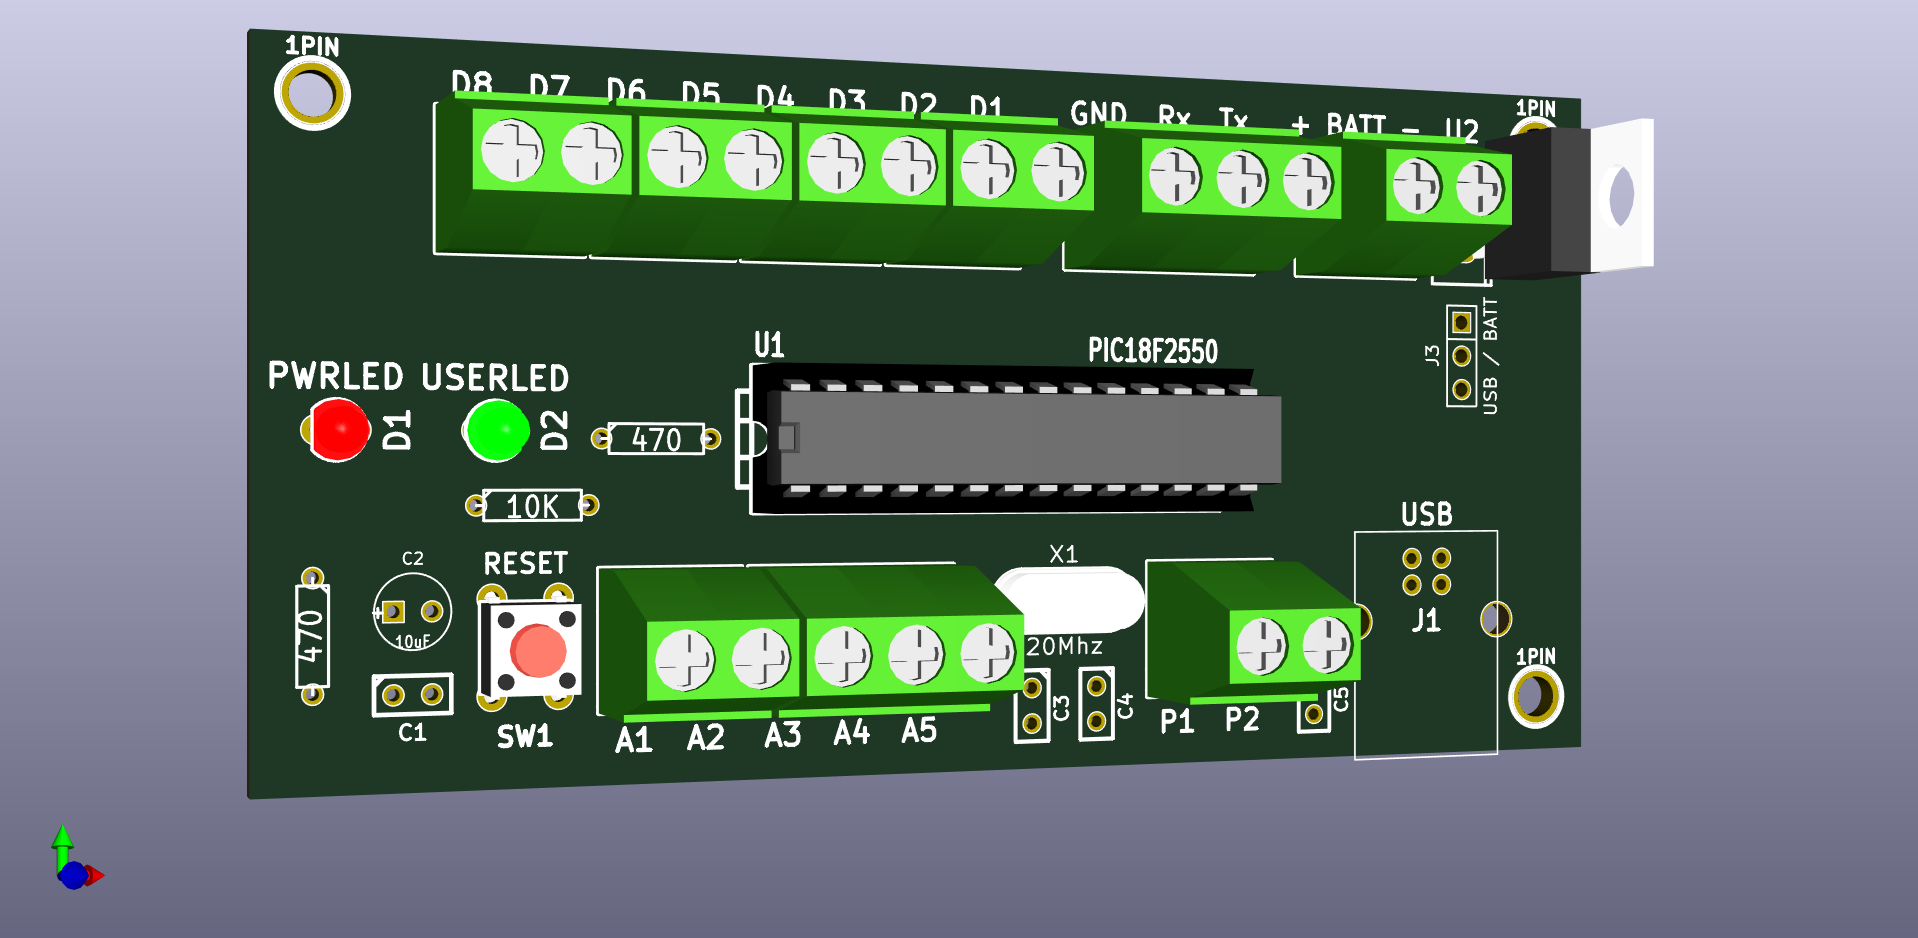 1PIN
D8 D7 D6 D5 D4 D3 D2 D1 GND Rx Tx + BATT - U2
1PIN
U1
PIC18F2550
J3
USB / BATT
PWRLED USERLED
D1
D2
470
10K
USB
J1
C2
+
10uF
RESET
X1
470
20Mhz
1PIN
C1
SW1
A1 A2 A3 A4 A5
C3
C4
P1 P2
C5